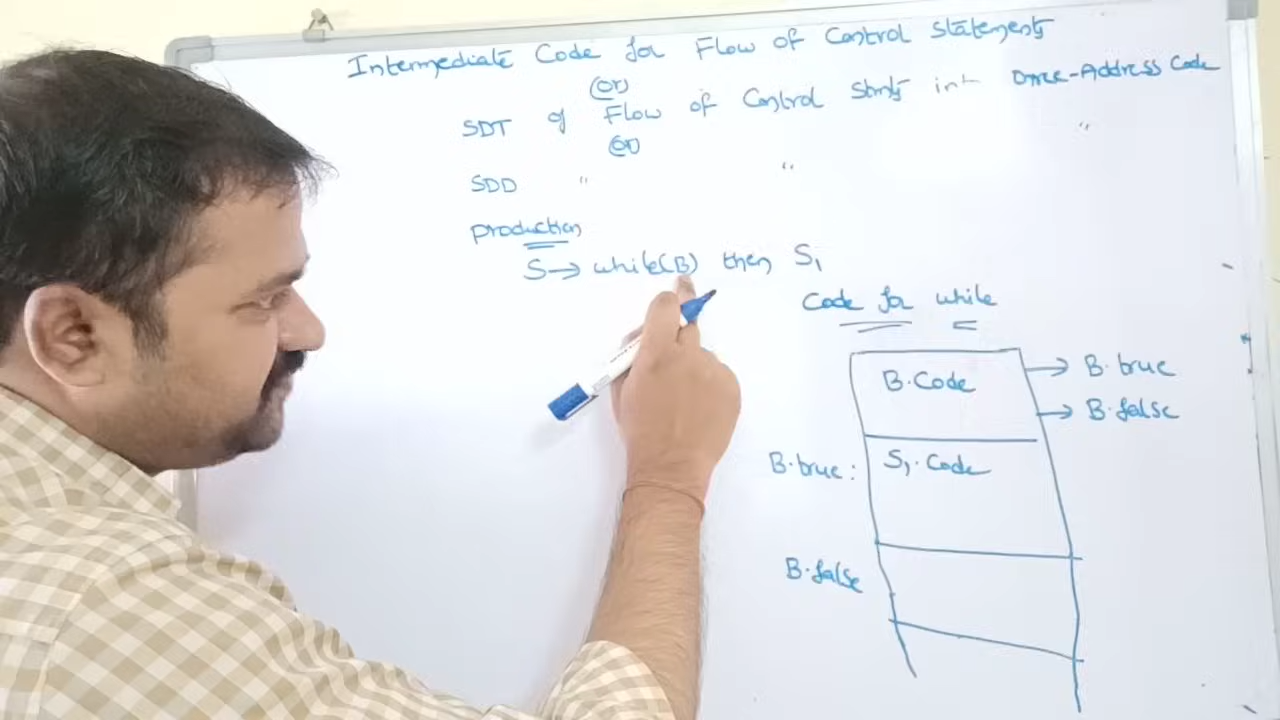 Intermediate Code for Flow of Control Statements
(or)
SDT of Flow of Control Stmts int Three-Address Code
(or)
SDD " " "
production
S → while(B) then S₁
Code for while
B.Code → B.true
→ B.false
B.true: S₁.Code
B.false